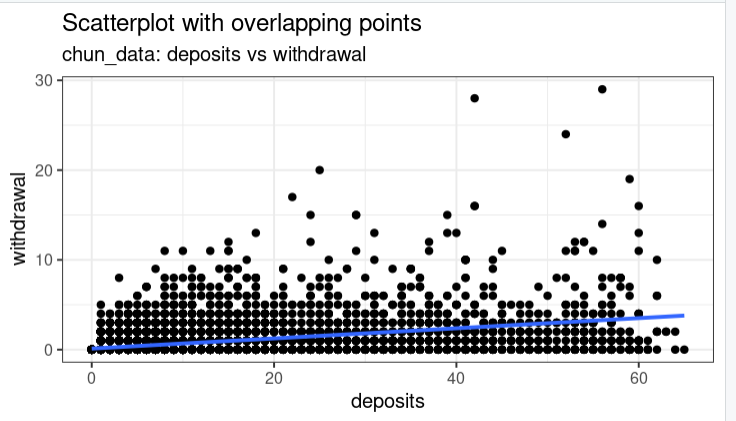 Scatterplot with overlapping points
chun_data: deposits vs withdrawal
30
20
10
0
withdrawal
0
20
40
60
deposits